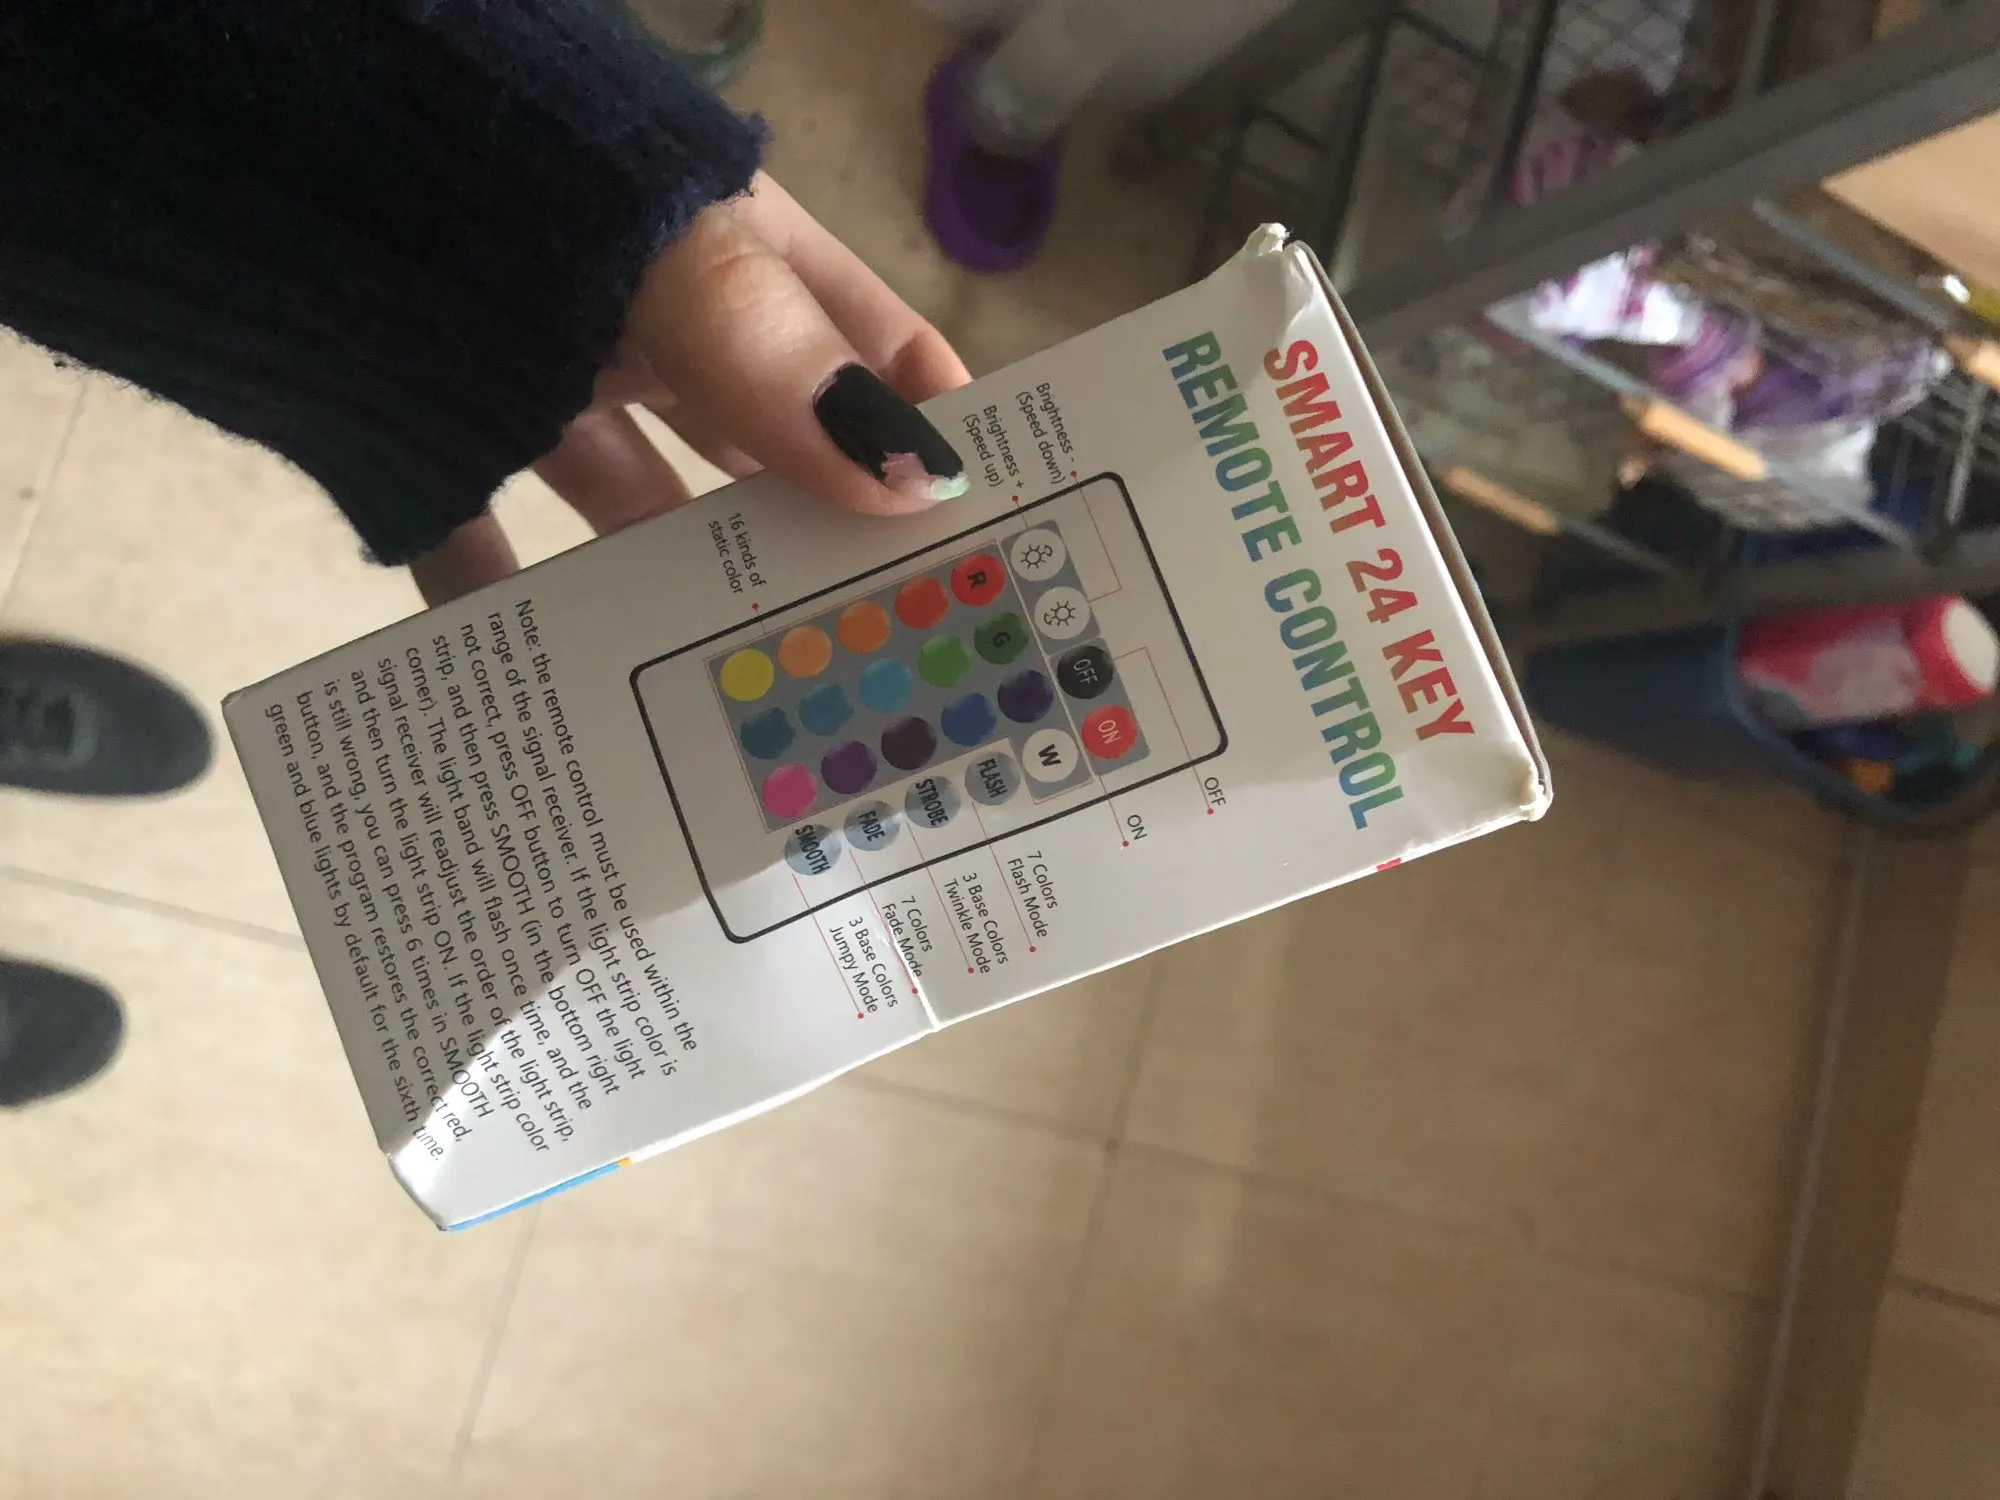 SMART 24 KEY
REMOTE CONTROL
Brightness -
(Speed down)
Brightness +
(Speed up)
OFF
ON
OFF
ON
R
G
W
FLASH
STROBE
FADE
SMOOTH
16 kinds of
static color
7 Colors
Flash Mode
3 Base Colors
Twinkle Mode
7 Colors
Fade Mode
3 Base Colors
Jumpy Mode
Note: the remote control must be used within the
range of the signal receiver. If the light strip color is
not correct, press OFF button to turn OFF the light
strip, and then press SMOOTH (in the bottom right
corner). The light band will flash once time, and the
signal receiver will readjust the order of the light strip,
and then turn the light strip ON. If the light strip color
is still wrong, you can press 6 times in SMOOTH
button, and the program restores the correct red,
green and blue lights by default for the sixth time.